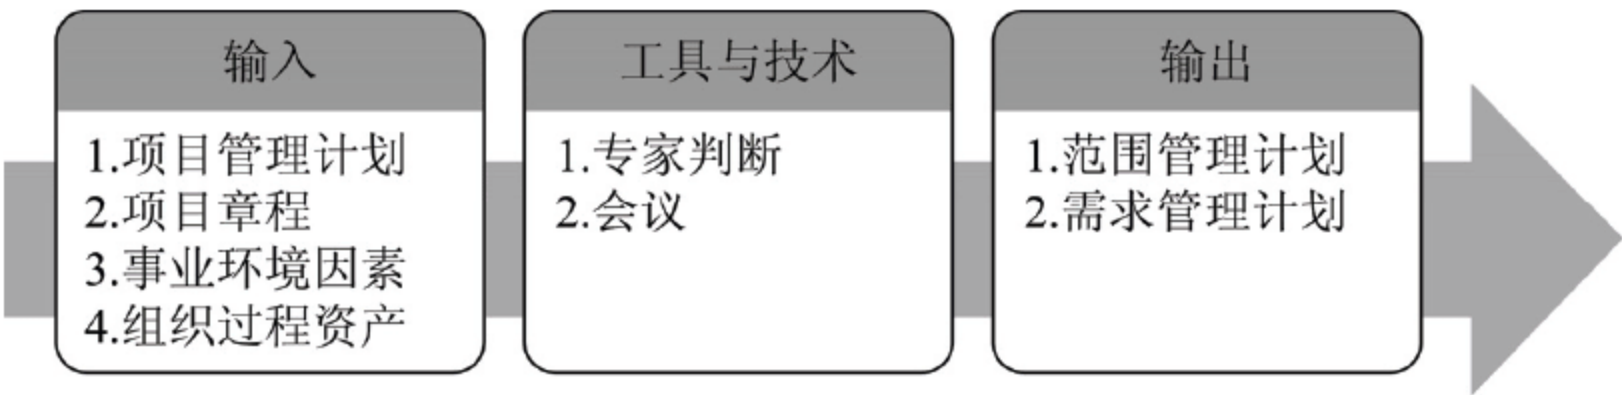 输入
1.项目管理计划
2.项目章程
3.事业环境因素
4.组织过程资产
工具与技术
1.专家判断
2.会议
输出
1.范围管理计划
2.需求管理计划